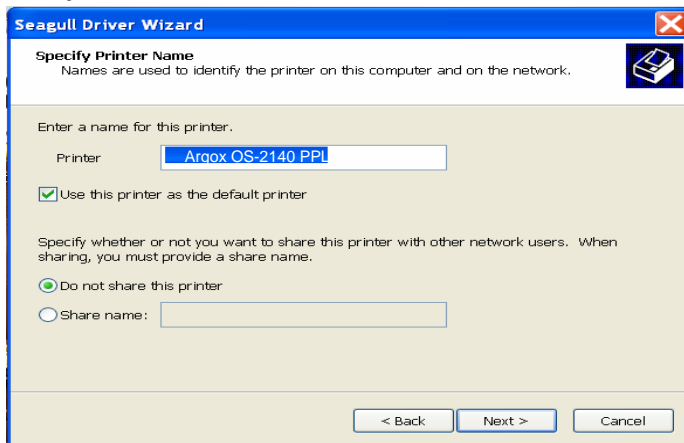 Seagull Driver Wizard
Specify Printer Name
Names are used to identify the printer on this computer and on the network.
Enter a name for this printer.
Printer Argox OS-2140 PPL
Use this printer as the default printer
Specify whether or not you want to share this printer with other network users. When
sharing, you must provide a share name.
Do not share this printer
Share name:
< Back Next > Cancel